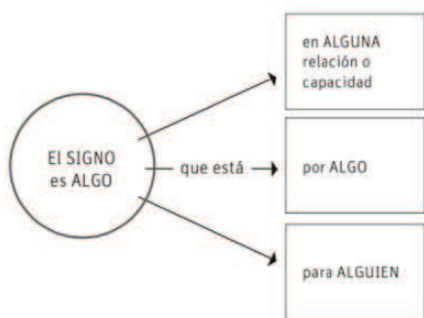 en ALGUNA
relación o
capacidad
El SIGNO
es ALGO
que está
por ALGO
para ALGUIEN